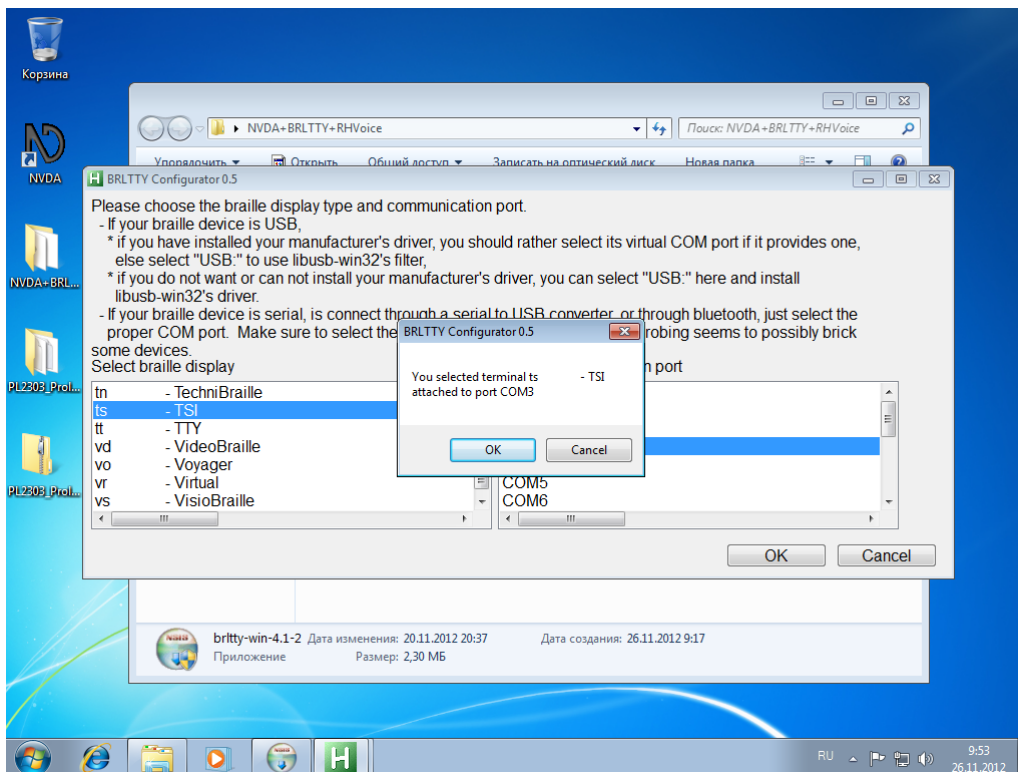 Корзина
NVDA
NVDA+BRL...
PL2303_Proli...
PL2303_Proli...
NVDA+BRLTTY+RHVoice
Поиск: NVDA+BRLTTY+RHVoice
Упорядочить
Открыть
Общий доступ
Записать на оптический диск
Новая папка
BRLTTY Configurator 0.5
Please choose the braille display type and communication port.
- If your braille device is USB,
* if you have installed your manufacturer's driver, you should rather select its virtual COM port if it provides one,
else select "USB:" to use libusb-win32's filter,
* if you do not want or can not install your manufacturer's driver, you can select "USB:" here and install
libusb-win32's driver.
- If your braille device is serial, is connect through a serial to USB converter, or through bluetooth, just select the
proper COM port. Make sure to select the robing seems to possibly brick
some devices.
Select braille display n port
tn - TechniBraille
ts - TSI
tt - TTY
vd - VideoBraille
vo - Voyager
vr - Virtual
vs - VisioBraille
COM5
COM6
OK Cancel
BRLTTY Configurator 0.5
You selected terminal ts - TSI
attached to port COM3
OK Cancel
brltty-win-4.1-2 Дата изменения: 20.11.2012 20:37 Дата создания: 26.11.2012 9:17
Приложение Размер: 2,30 МБ
RU
9:53
26.11.2012